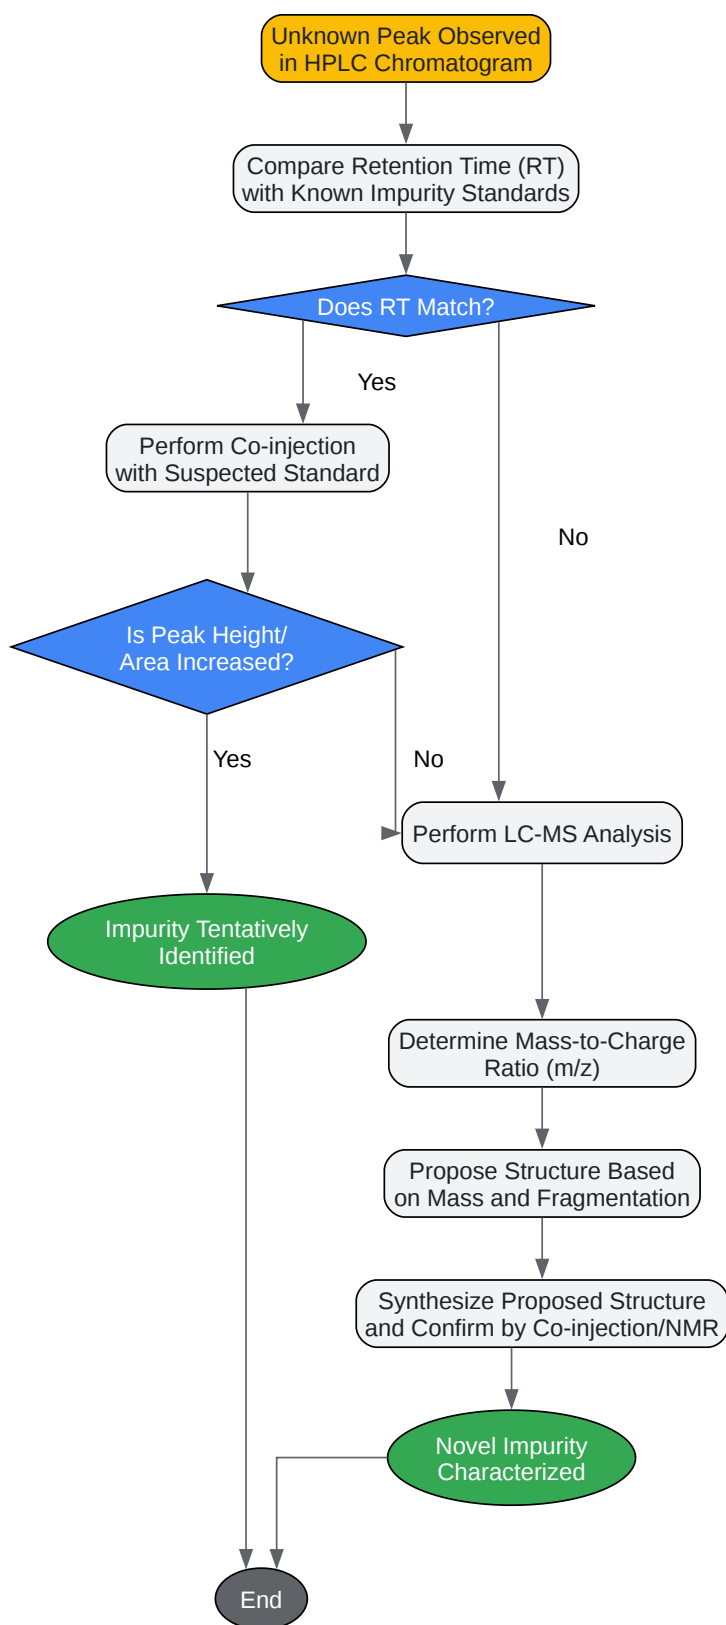 Unknown Peak Observed
in HPLC Chromatogram
Compare Retention Time (RT)
with Known Impurity Standards
Does RT Match?
Yes
Perform Co-injection
with Suspected Standard
No
Is Peak Height/
Area Increased?
Yes
No
Perform LC-MS Analysis
Impurity Tentatively
Identified
Determine Mass-to-Charge
Ratio (m/z)
Propose Structure Based
on Mass and Fragmentation
Synthesize Proposed Structure
and Confirm by Co-injection/NMR
Novel Impurity
Characterized
End